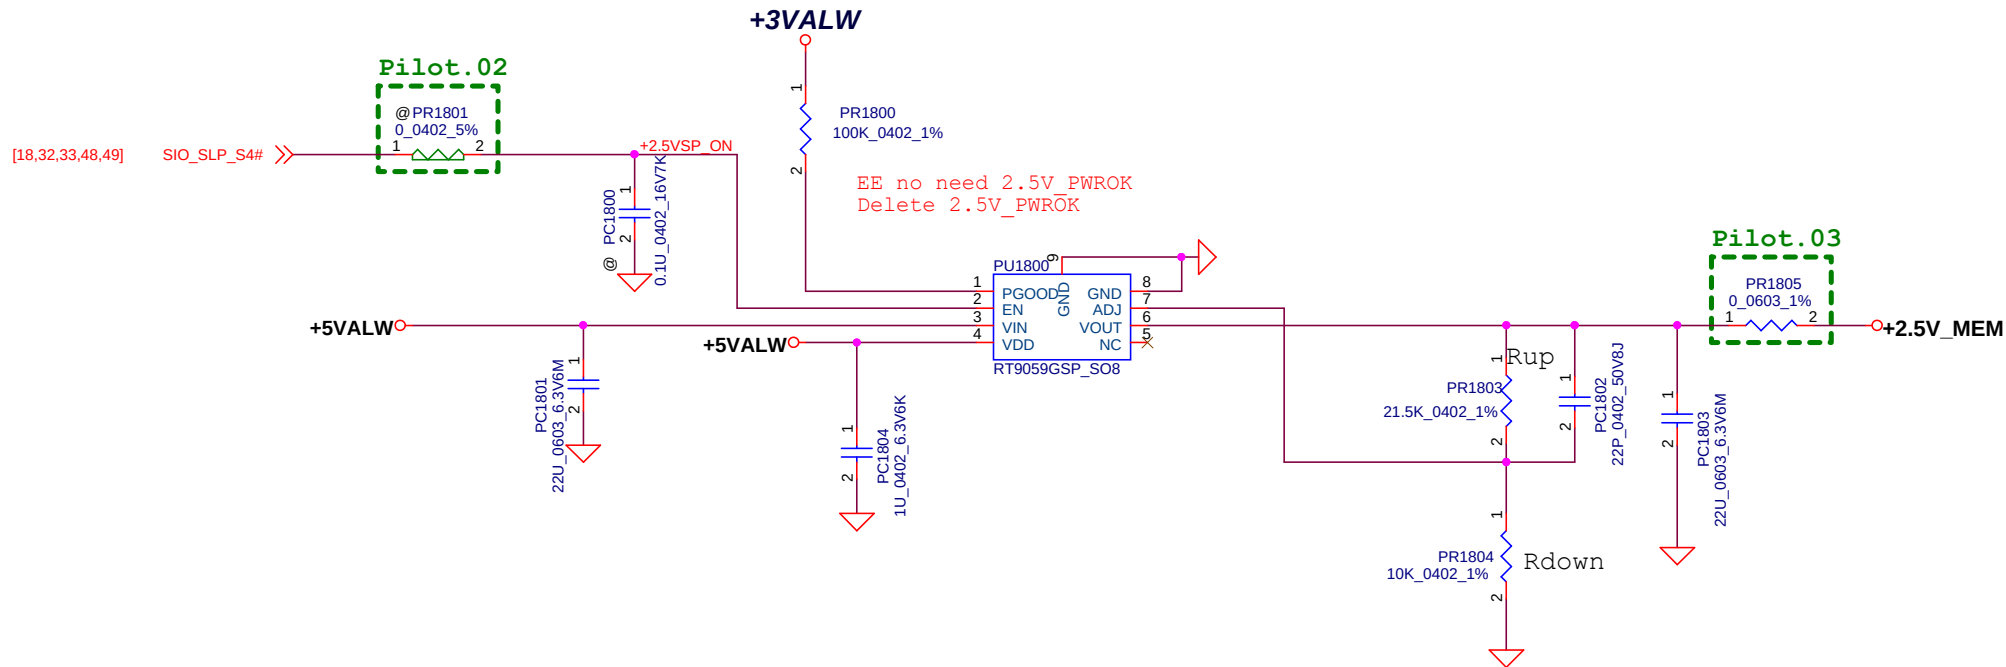 +3VALW
Pilot.02
@ PR1801
0_0402_5%
1 2
[18,32,33,48,49] SIO_SLP_S4#
+2.5VSP_ON
1
2
@ PC1800
0.1U_0402_16V7K
1
2
PR1800
100K_0402_1%
EE no need 2.5V_PWROK
Delete 2.5V_PWROK
PU1800
9
1 PGOOD GND GND 8
2 EN ADJ 7
3 VIN VOUT 6
4 VDD NC 5
RT9059GSP_SO8
+5VALW
+5VALW
1
2
PC1801
22U_0603_6.3V6M
1
2
PC1804
1U_0402_6.3V6K
Pilot.03
PR1805
0_0603_1%
1 2
+2.5V_MEM
1
2
Rup
PR1803
21.5K_0402_1%
1
2
PC1802
22P_0402_50V8J
1
2
PC1803
22U_0603_6.3V6M
1
2
PR1804
10K_0402_1%
Rdown